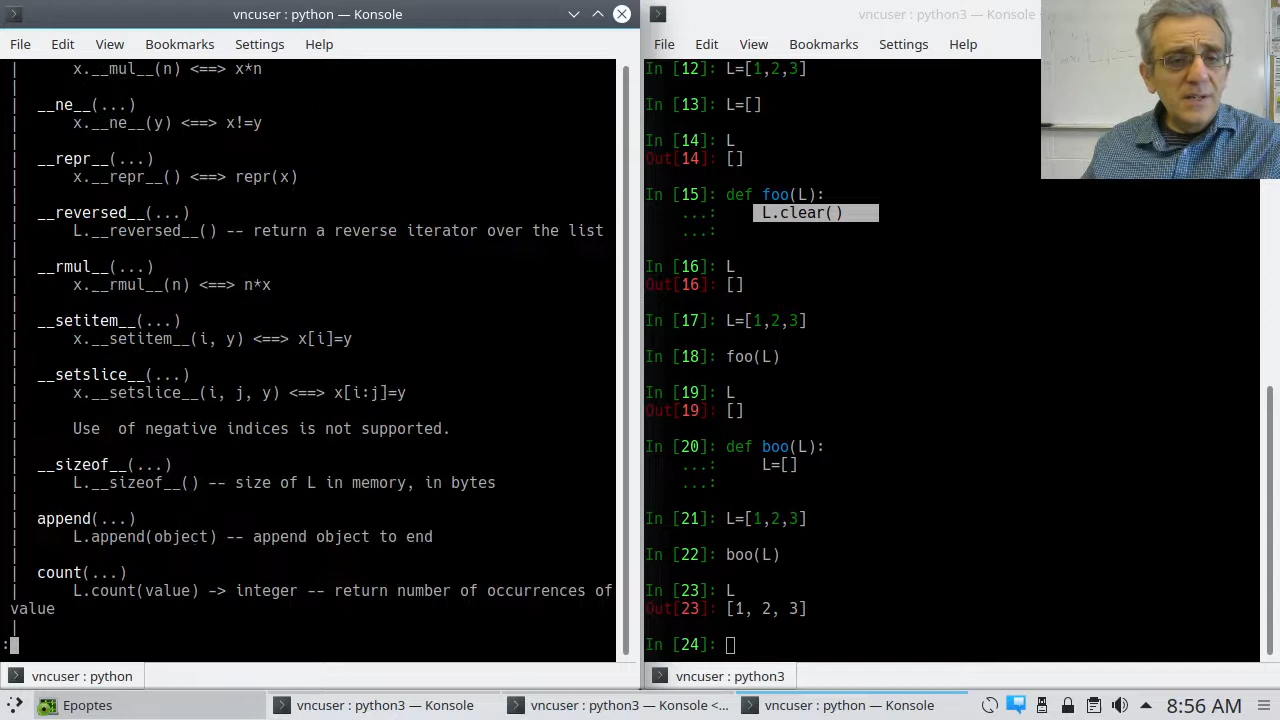 vncuser : python — Konsole
File Edit View Bookmarks Settings Help
| x.__mul__(n) <==> x*n
|
| __ne__(...)
| x.__ne__(y) <==> x!=y
|
| __repr__(...)
| x.__repr__() <==> repr(x)
|
| __reversed__(...)
| L.__reversed__() -- return a reverse iterator over the list
|
| __rmul__(...)
| x.__rmul__(n) <==> n*x
|
| __setitem__(...)
| x.__setitem__(i, y) <==> x[i]=y
|
| __setslice__(...)
| x.__setslice__(i, j, y) <==> x[i:j]=y
|
| Use  of negative indices is not supported.
|
| __sizeof__(...)
| L.__sizeof__() -- size of L in memory, in bytes
|
| append(...)
| L.append(object) -- append object to end
|
| count(...)
| L.count(value) -> integer -- return number of occurrences of
value
|
:
vncuser : python
vncuser : python3 — Konsole
File Edit View Bookmarks Settings Help
In [12]: L=[1,2,3]
In [13]: L=[]
In [14]: L
Out[14]: []
In [15]: def foo(L):
...: L.clear()
...:
In [16]: L
Out[16]: []
In [17]: L=[1,2,3]
In [18]: foo(L)
In [19]: L
Out[19]: []
In [20]: def boo(L):
...: L=[]
...:
In [21]: L=[1,2,3]
In [22]: boo(L)
In [23]: L
Out[23]: [1, 2, 3]
In [24]:
vncuser : python3
Epoptes
vncuser : python3 — Konsole
vncuser : python3 — Konsole <...
vncuser : python — Konsole
8:56 AM